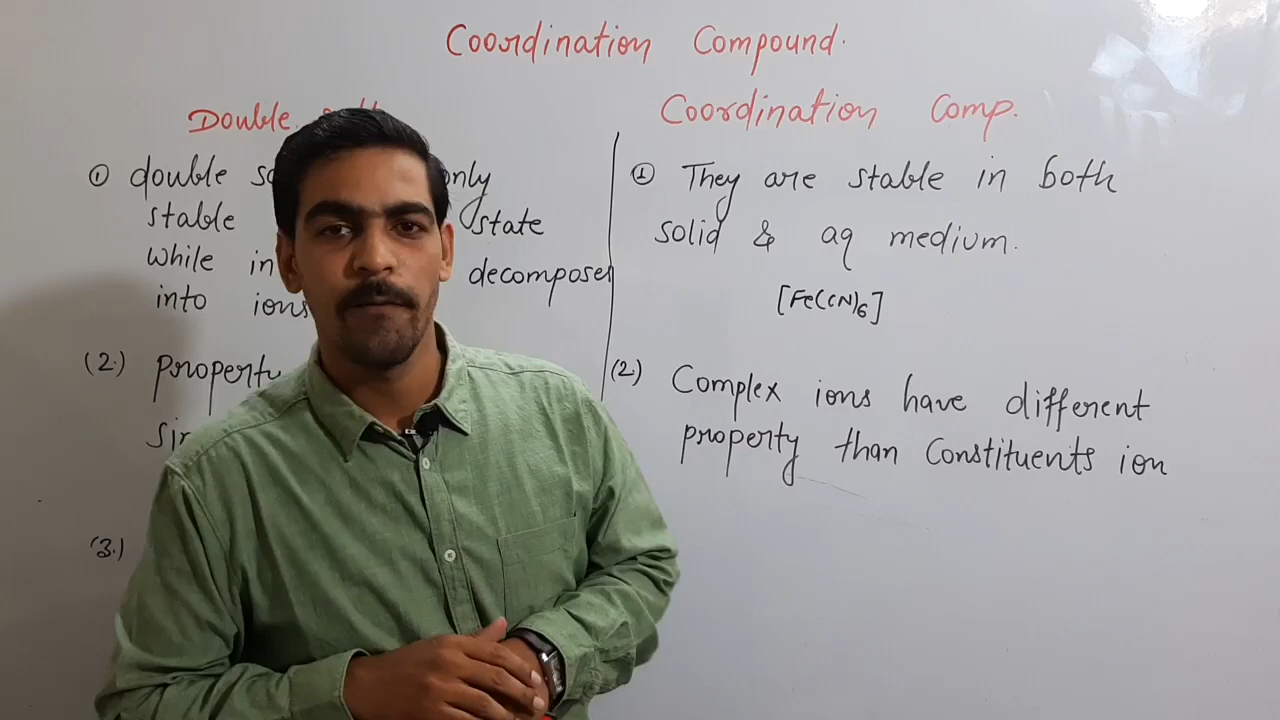 Coordination Compound.
Double
Coordination Comp.
① double only
stable state
while in decomposes
into ions
① They are stable in both
solid & aq medium.
[Fe(CN)6]
(2.) property
(2) Complex ions have different
property than Constituents ion
(3.)